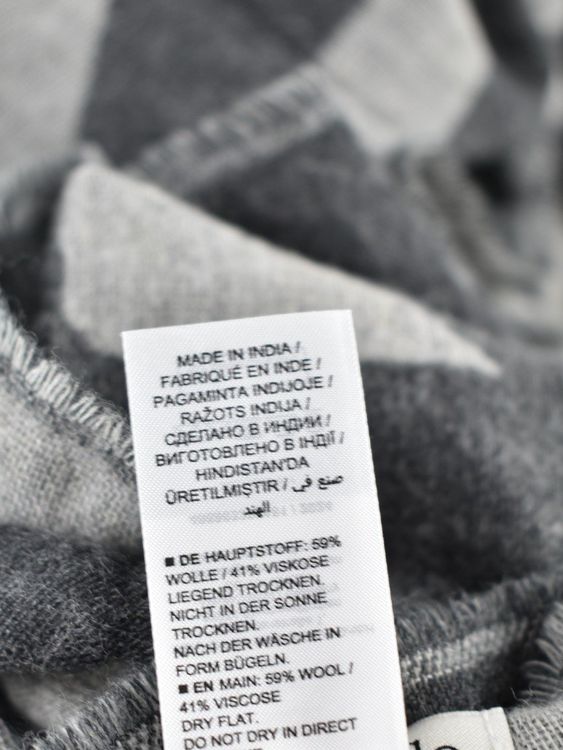 MADE IN INDIA /
FABRIQUÉ EN INDE /
PAGAMINTA INDIJOJE /
RAŽOTS INDIJA /
СДЕЛАНО В ИНДИИ /
ВИГОТОВЛЕНО В ІНДІЇ /
HINDISTAN'DA
ÜRETILMIŞTIR / صنع في
الهند
■ DE HAUPTSTOFF: 59%
WOLLE / 41% VISKOSE
LIEGEND TROCKNEN.
NICHT IN DER SONNE
TROCKNEN.
NACH DER WÄSCHE IN
FORM BÜGELN.
■ EN MAIN: 59% WOOL /
41% VISCOSE
DRY FLAT.
DO NOT DRY IN DIRECT